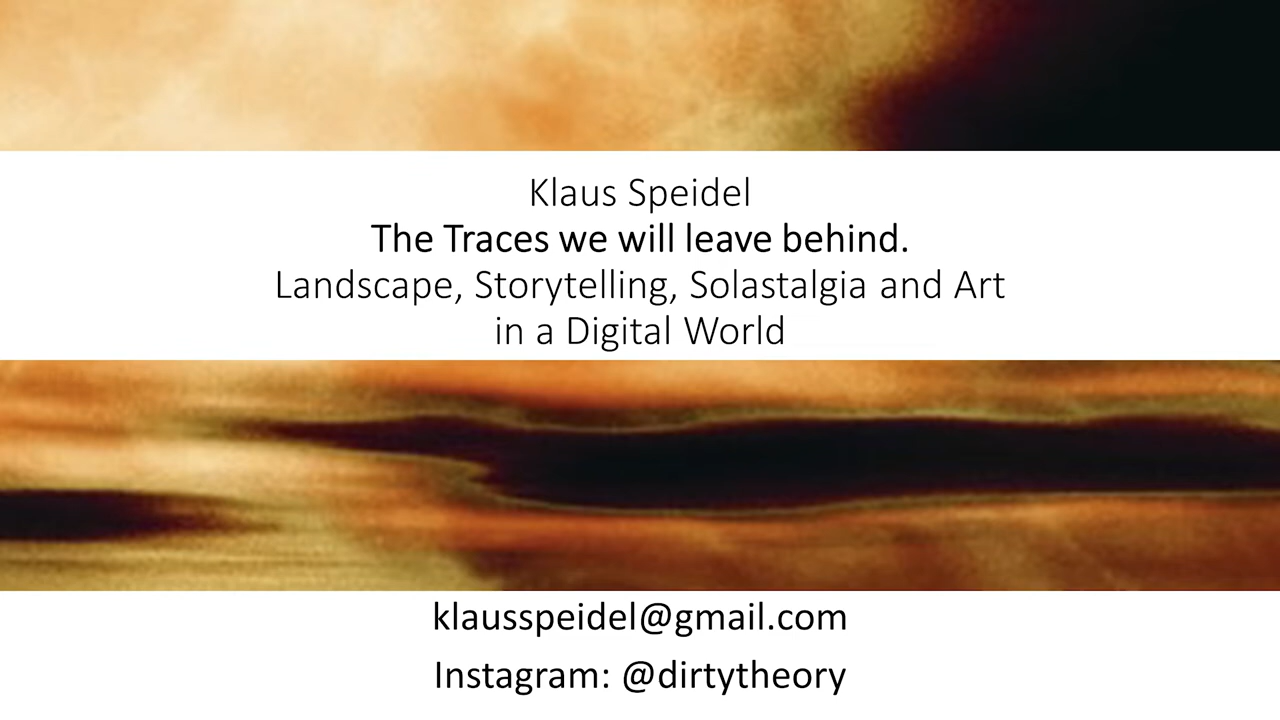 Klaus Speidel
The Traces we will leave behind.
Landscape, Storytelling, Solastalgia and Art
in a Digital World
klausspeidel@gmail.com
Instagram: @dirtytheory